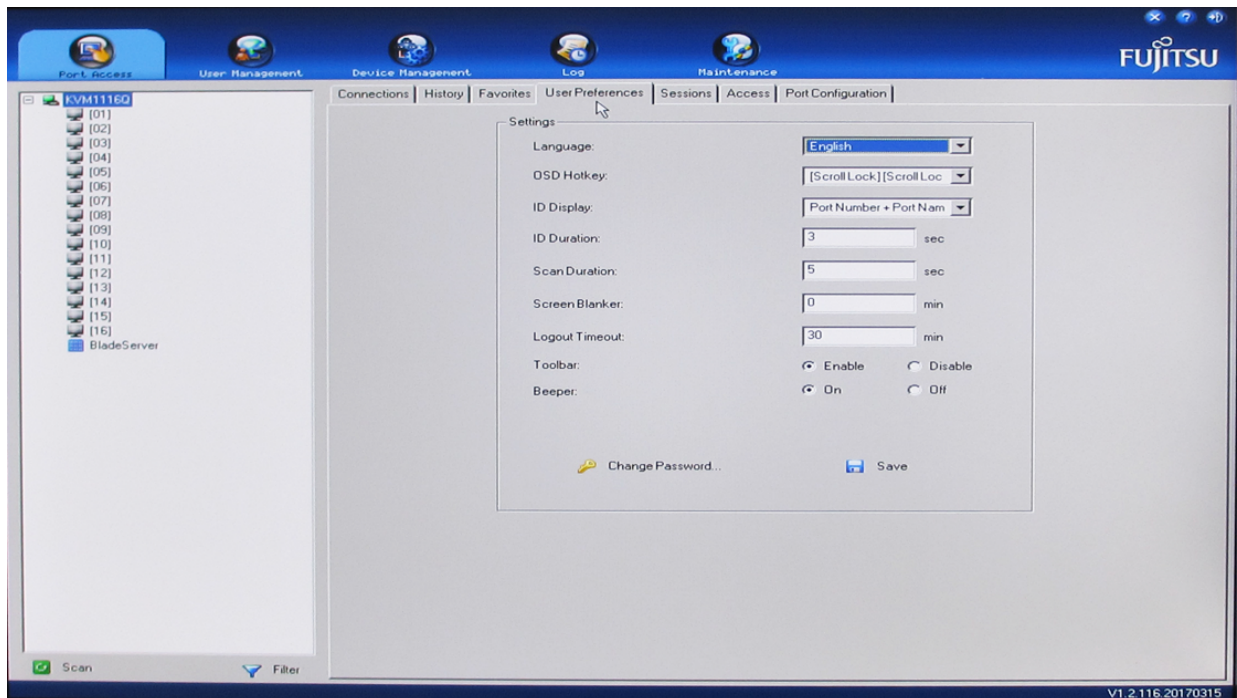 FUJITSU
Port Access
User Management
Device Management
Log
Maintenance
KVM1116Q
[01]
[02]
[03]
[04]
[05]
[06]
[07]
[08]
[09]
[10]
[11]
[12]
[13]
[14]
[15]
[16]
BladeServer
Scan
Filter
Connections
History
Favorites
User Preferences
Sessions
Access
Port Configuration
Settings
Language: English
OSD Hotkey: [Scroll Lock] [Scroll Loc
ID Display: Port Number + Port Nam
ID Duration: 3 sec
Scan Duration: 5 sec
Screen Blanker: 0 min
Logout Timeout: 30 min
Toolbar: Enable Disable
Beeper: On Off
Change Password...
Save
V1.2.116.20170315